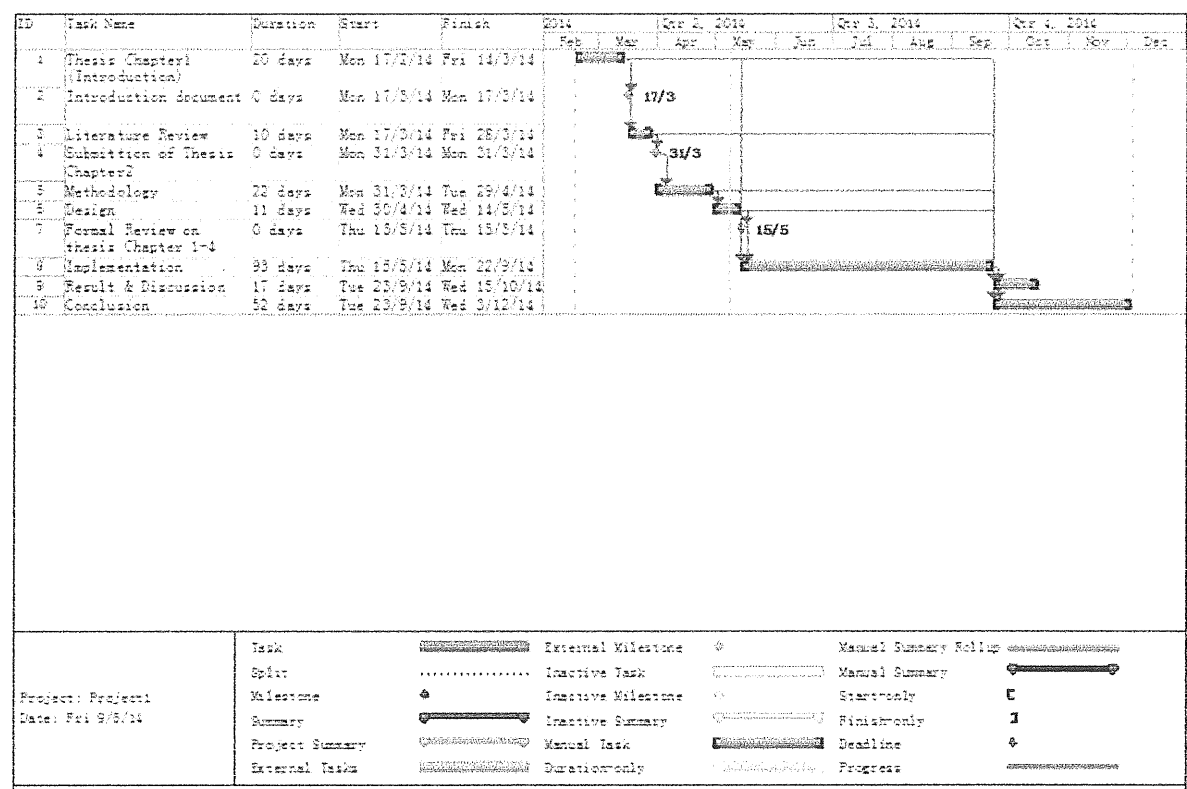 ID Task Name Duration Start Finish 2014 Qtr 2, 2014 Qtr 3, 2014 Qtr 4, 2014
Feb Mar Apr May Jun Jul Aug Sep Oct Nov Dec
1 Thesis Chapter1 20 days Mon 17/2/14 Fri 14/3/14
(Introduction)
2 Introduction document 0 days Mon 17/3/14 Mon 17/3/14 17/3
3 Literature Review 10 days Mon 17/3/14 Fri 28/3/14
4 Submittion of Thesis 0 days Mon 31/3/14 Mon 31/3/14 31/3
Chapter2
5 Methodology 22 days Mon 31/3/14 Tue 29/4/14
6 Design 11 days Wed 30/4/14 Wed 14/5/14
7 Formal Review on 0 days Thu 15/5/14 Thu 15/5/14 15/5
thesis Chapter 1-4
8 Implementation 93 days Thu 15/5/14 Mon 22/9/14
9 Result & Discussion 17 days Tue 23/9/14 Wed 15/10/14
10 Conclusion 52 days Tue 23/9/14 Wed 3/12/14
Project: Project1
Date: Fri 9/5/14
Task External Milestone Manual Summary Rollup
Split Inactive Task Manual Summary
Milestone Inactive Milestone Start-only
Summary Inactive Summary Finish-only
Project Summary Manual Task Deadline
External Tasks Duration-only Progress